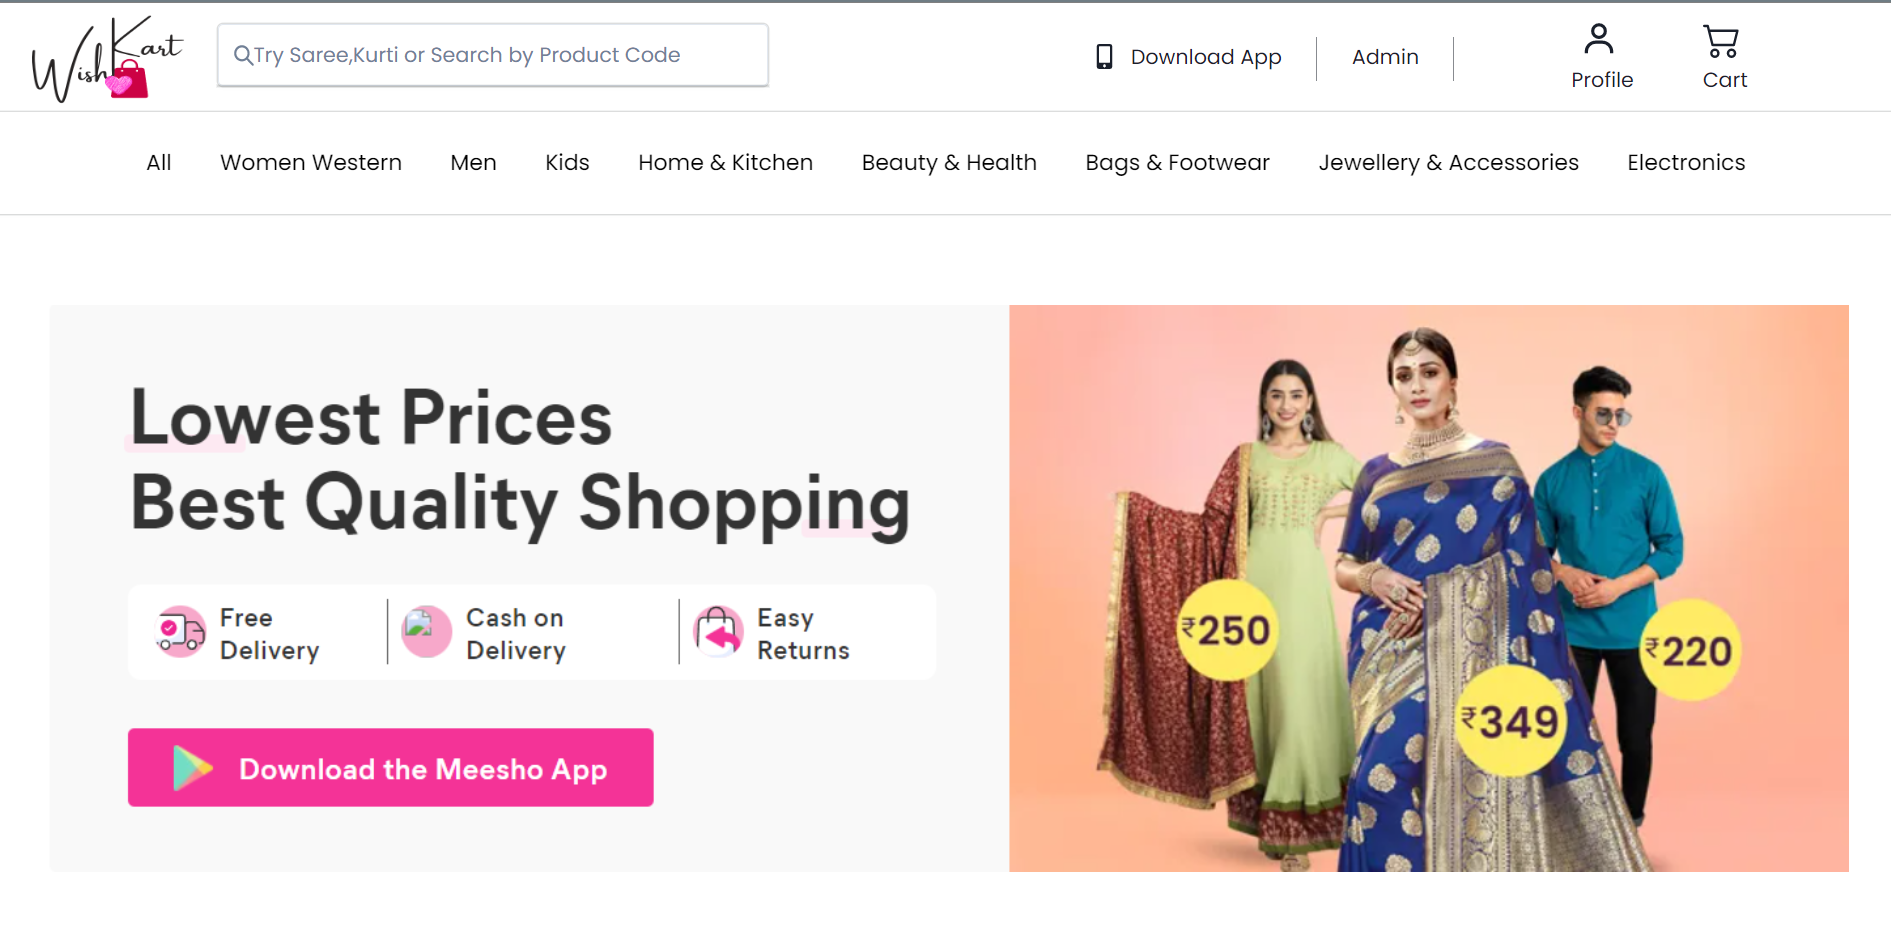 Wish Kart
Try Saree,Kurti or Search by Product Code
Download App
Admin
Profile
Cart
All
Women Western
Men
Kids
Home & Kitchen
Beauty & Health
Bags & Footwear
Jewellery & Accessories
Electronics
Lowest Prices
Best Quality Shopping
Free
Delivery
Cash on
Delivery
Easy
Returns
Download the Meesho App
₹250
₹349
₹220